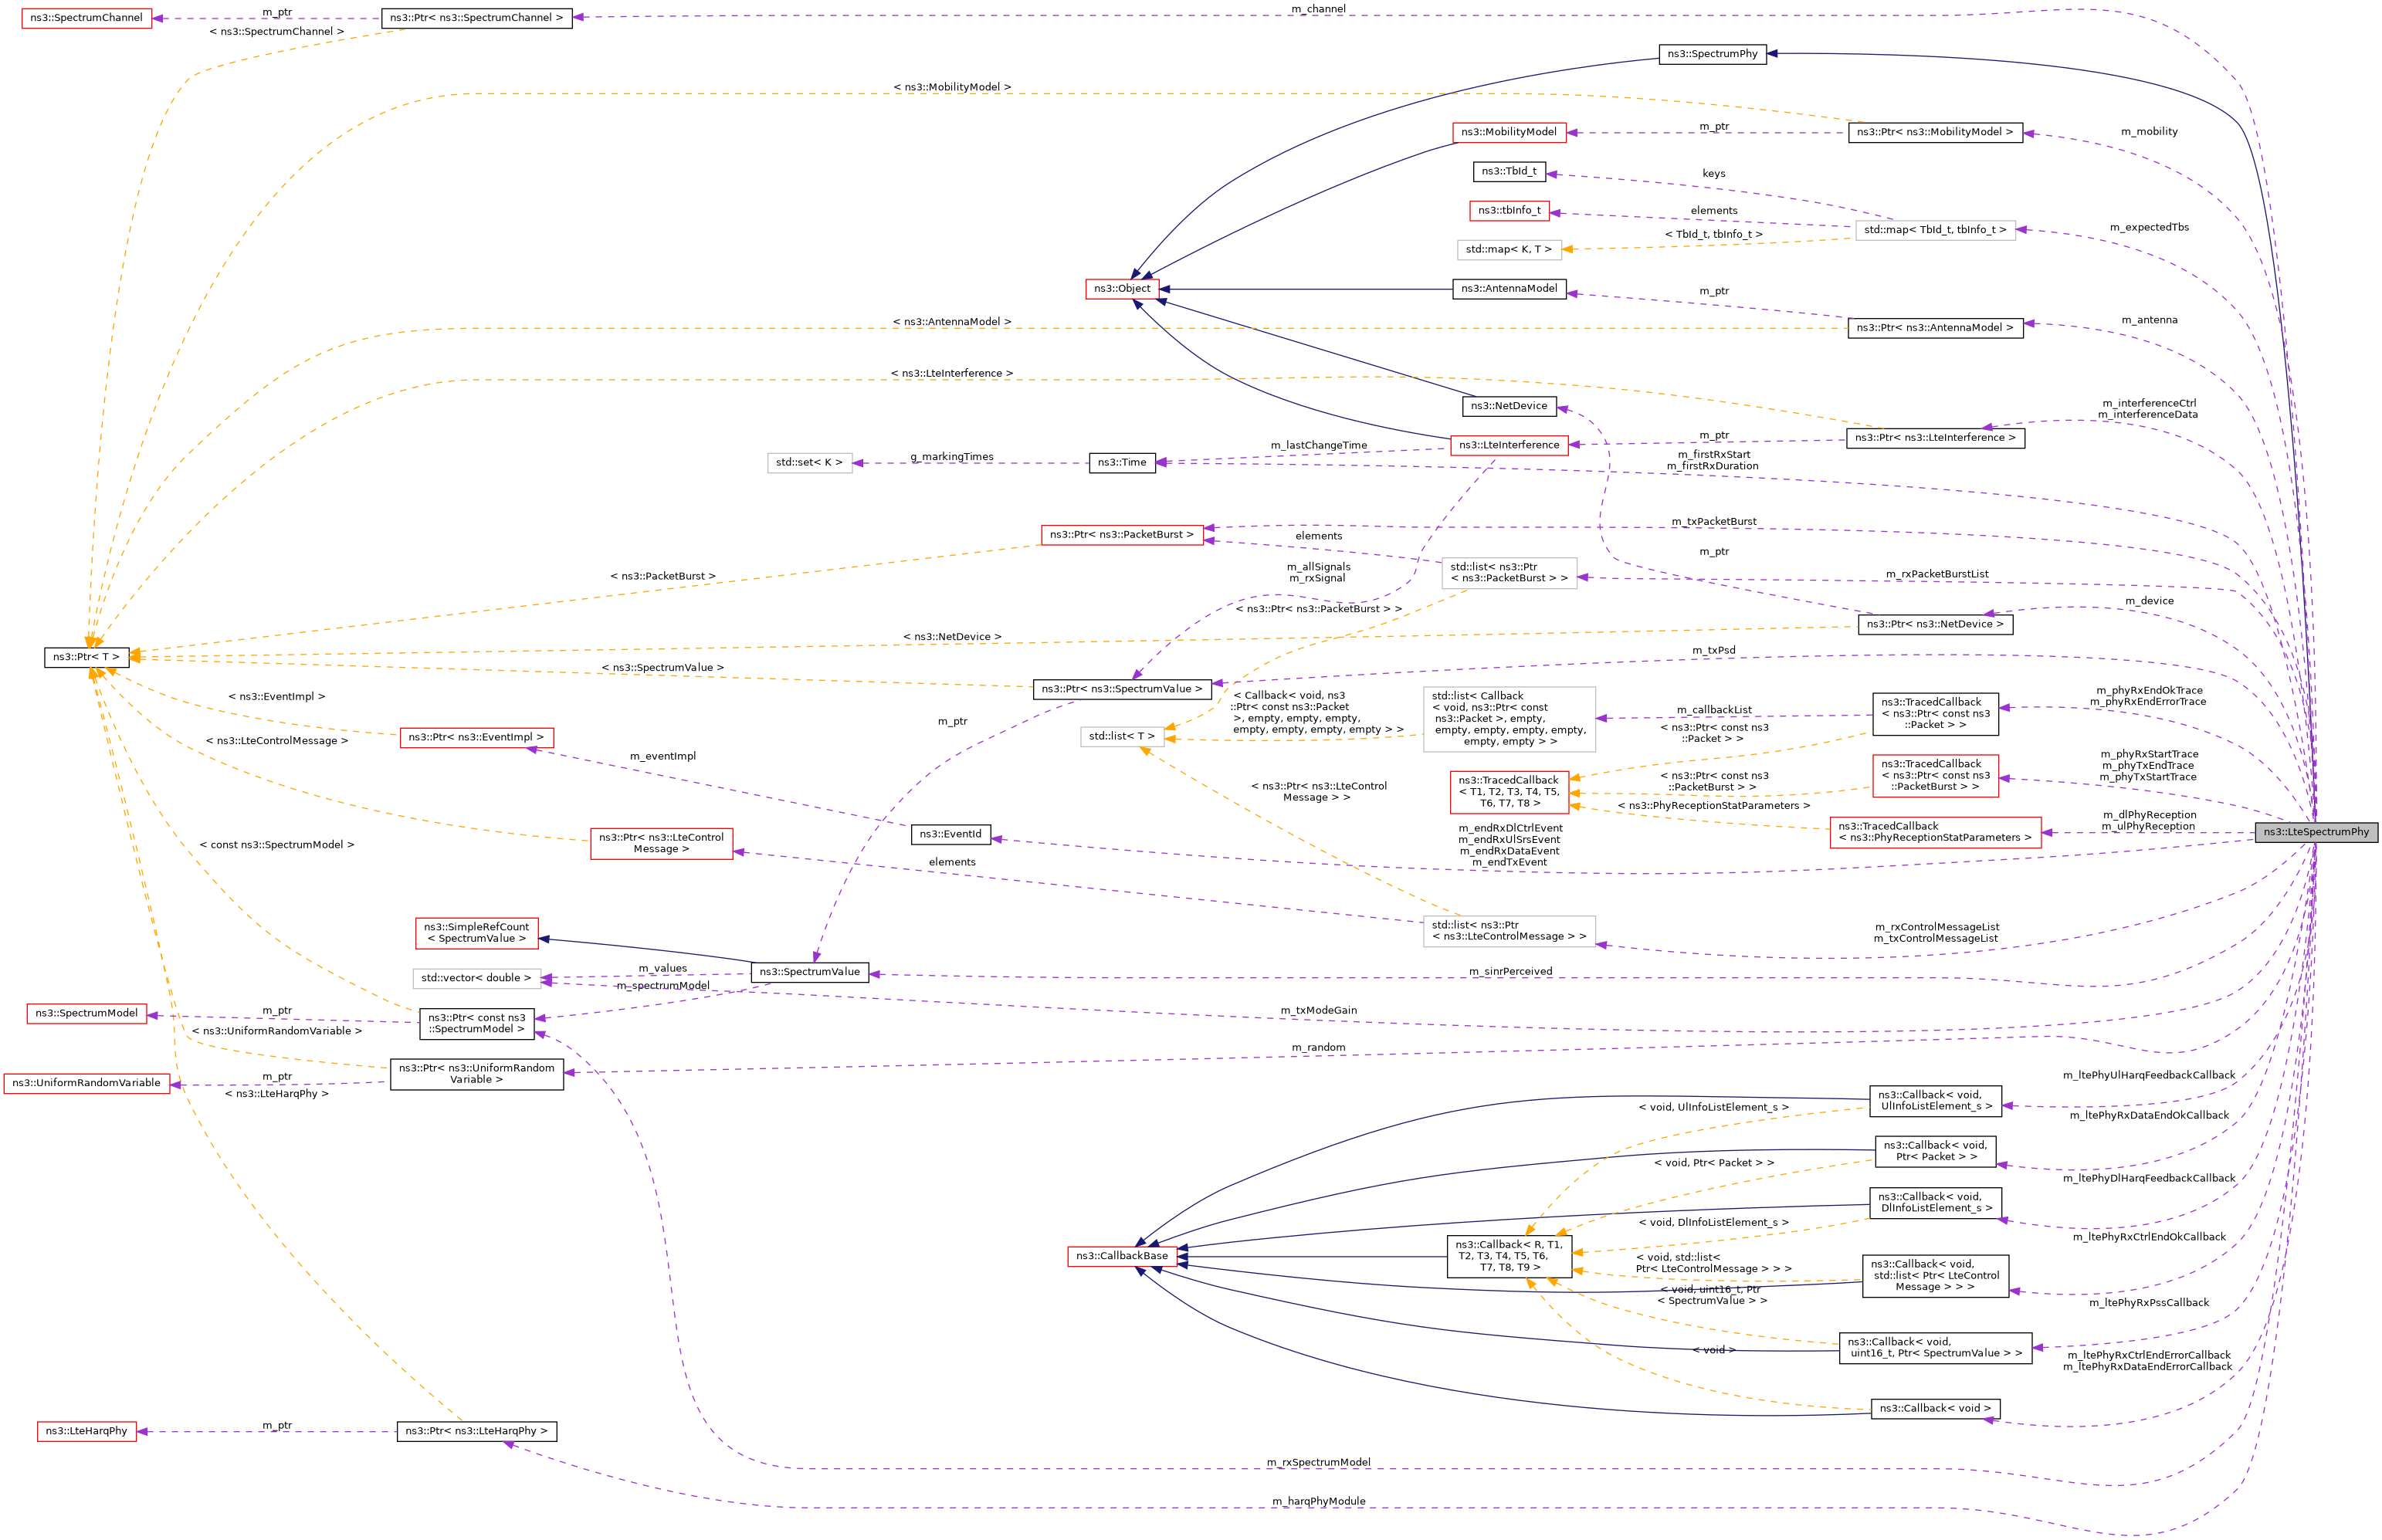 ns3::SpectrumChannel
m_ptr
ns3::Ptr< ns3::SpectrumChannel >
m_channel
< ns3::SpectrumChannel >
ns3::SpectrumPhy
< ns3::MobilityModel >
ns3::MobilityModel
m_ptr
ns3::Ptr< ns3::MobilityModel >
m_mobility
ns3::TbId_t
keys
ns3::tbInfo_t
elements
std::map< TbId_t, tbInfo_t >
m_expectedTbs
< TbId_t, tbInfo_t >
std::map< K, T >
ns3::Object
ns3::AntennaModel
m_ptr
< ns3::AntennaModel >
ns3::Ptr< ns3::AntennaModel >
m_antenna
< ns3::LteInterference >
ns3::NetDevice
m_interferenceCtrl
m_interferenceData
ns3::LteInterference
m_ptr
ns3::Ptr< ns3::LteInterference >
m_lastChangeTime
std::set< K >
g_markingTimes
ns3::Time
m_firstRxStart
m_firstRxDuration
ns3::Ptr< ns3::PacketBurst >
m_txPacketBurst
elements
m_ptr
std::list< ns3::Ptr
< ns3::PacketBurst > >
m_rxPacketBurstList
m_allSignals
m_rxSignal
< ns3::PacketBurst >
< ns3::Ptr< ns3::PacketBurst > >
m_device
ns3::Ptr< ns3::NetDevice >
< ns3::NetDevice >
ns3::Ptr< T >
< ns3::SpectrumValue >
m_txPsd
ns3::Ptr< ns3::SpectrumValue >
< ns3::EventImpl >
m_ptr
< Callback< void, ns3
::Ptr< const ns3::Packet
>, empty, empty, empty,
empty, empty, empty, empty > >
std::list< Callback
< void, ns3::Ptr< const
ns3::Packet >, empty,
empty, empty, empty, empty,
empty, empty > >
m_callbackList
ns3::TracedCallback
< ns3::Ptr< const ns3
::Packet > >
m_phyRxEndOkTrace
m_phyRxEndErrorTrace
< ns3::Ptr< const ns3
::Packet > >
std::list< T >
ns3::Ptr< ns3::EventImpl >
< ns3::LteControlMessage >
m_eventImpl
ns3::TracedCallback
< T1, T2, T3, T4, T5,
T6, T7, T8 >
< ns3::Ptr< const ns3
::PacketBurst > >
ns3::TracedCallback
< ns3::Ptr< const ns3
::PacketBurst > >
m_phyRxStartTrace
m_phyTxEndTrace
m_phyTxStartTrace
< ns3::Ptr< ns3::LteControl
Message > >
< ns3::PhyReceptionStatParameters >
ns3::TracedCallback
< ns3::PhyReceptionStatParameters >
m_dlPhyReception
m_ulPhyReception
ns3::LteSpectrumPhy
ns3::Ptr< ns3::LteControl
Message >
ns3::EventId
m_endRxDlCtrlEvent
m_endRxUlSrsEvent
m_endRxDataEvent
m_endTxEvent
< const ns3::SpectrumModel >
elements
ns3::SimpleRefCount
< SpectrumValue >
std::list< ns3::Ptr
< ns3::LteControlMessage > >
m_rxControlMessageList
m_txControlMessageList
std::vector< double >
m_values
ns3::SpectrumValue
m_sinrPerceived
m_spectrumModel
ns3::SpectrumModel
m_ptr
ns3::Ptr< const ns3
::SpectrumModel >
m_txModeGain
< ns3::UniformRandomVariable >
m_random
ns3::UniformRandomVariable
m_ptr
ns3::Ptr< ns3::UniformRandom
Variable >
< ns3::LteHarqPhy >
m_ltePhyUlHarqFeedbackCallback
ns3::Callback< void,
UlInfoListElement_s >
< void, UlInfoListElement_s >
m_ltePhyRxDataEndOkCallback
ns3::Callback< void,
Ptr< Packet > >
< void, Ptr< Packet > >
m_ltePhyDlHarqFeedbackCallback
ns3::Callback< void,
DlInfoListElement_s >
< void, DlInfoListElement_s >
m_ltePhyRxCtrlEndOkCallback
ns3::CallbackBase
ns3::Callback< R, T1,
T2, T3, T4, T5, T6,
T7, T8, T9 >
< void, std::list<
Ptr< LteControlMessage > > >
ns3::Callback< void,
std::list< Ptr< LteControl
Message > > >
< void, uint16_t, Ptr
< SpectrumValue > >
m_ltePhyRxPssCallback
ns3::Callback< void,
uint16_t, Ptr< SpectrumValue > >
< void >
m_ltePhyRxCtrlEndErrorCallback
m_ltePhyRxDataEndErrorCallback
ns3::Callback< void >
ns3::LteHarqPhy
m_ptr
ns3::Ptr< ns3::LteHarqPhy >
m_rxSpectrumModel
m_harqPhyModule